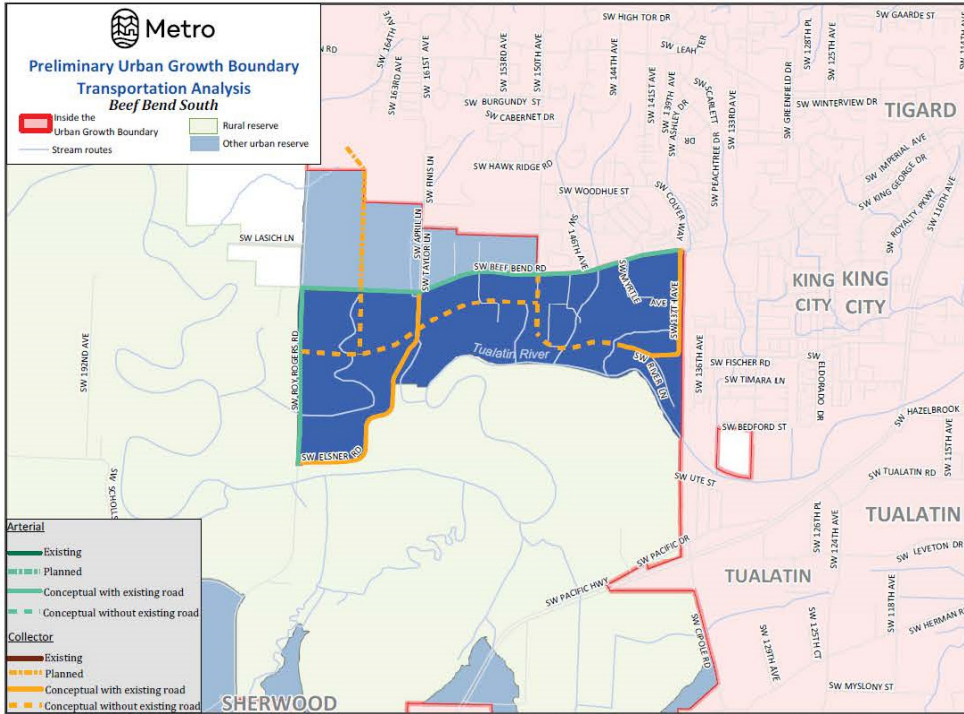 Metro
Preliminary Urban Growth Boundary
Transportation Analysis
Beef Bend South
Inside the
Urban Growth Boundary
Rural reserve
Stream routes
Other urban reserve
SW 164TH AVE
SW 163RD AVE
SW 161ST AVE
SW 153RD AVE
SW 150TH AVE
SW HIGH TOR DR
SW 144TH AVE
SW LEAH TER
SW 141ST AVE
SW 139TH AVE
SW ASHLEY DR
SW SCARLETT DR
SW 133RD AVE
SW PEACHTREE DR
SW GREENFIELD DR
SW 128TH PL
SW 125TH AVE
SW GAARDE ST
SW 114TH AVE
SW WINTERVIEW DR
TIGARD
SW BURGUNDY ST
SW CABERNET DR
SW FINIS LN
SW HAWK RIDGE RD
SW WOODHUE ST
SW COLYER WAY
SW IMPERIAL AVE
SW KING GEORGE DR
SW ROYALTY PKWY
SW 116TH AVE
SW LASICH LN
SW APRIL LN
SW TAYLOR LN
SW 146TH AVE
SW BEEF BEND RD
SW MYRTLE AVE
SW 137TH AVE
KING CITY
KING CITY
SW 192ND AVE
SW ROY ROGERS RD
Tualatin River
SW RIVER LN
SW 136TH AVE
SW FISCHER RD
SW TIMARA LN
SW ELDORADO DR
SW HAZELBROOK
SW BEDFORD ST
SW 115TH AVE
SW ELSNER RD
SW SCHOLLS
SW UTE ST
SW TUALATIN RD
SW 126TH PL
SW 124TH AVE
TUALATIN
SW LEVETON DR
SW PACIFIC DR
TUALATIN
SW PACIFIC HWY
SW 118TH AVE
SW HERMAN R
SW CIPOLE RD
SW 129TH AVE
SW 125TH CT
SW MYSLONY ST
SHERWOOD
Arterial
Existing
Planned
Conceptual with existing road
Conceptual without existing road
Collector
Existing
Planned
Conceptual with existing road
Conceptual without existing road